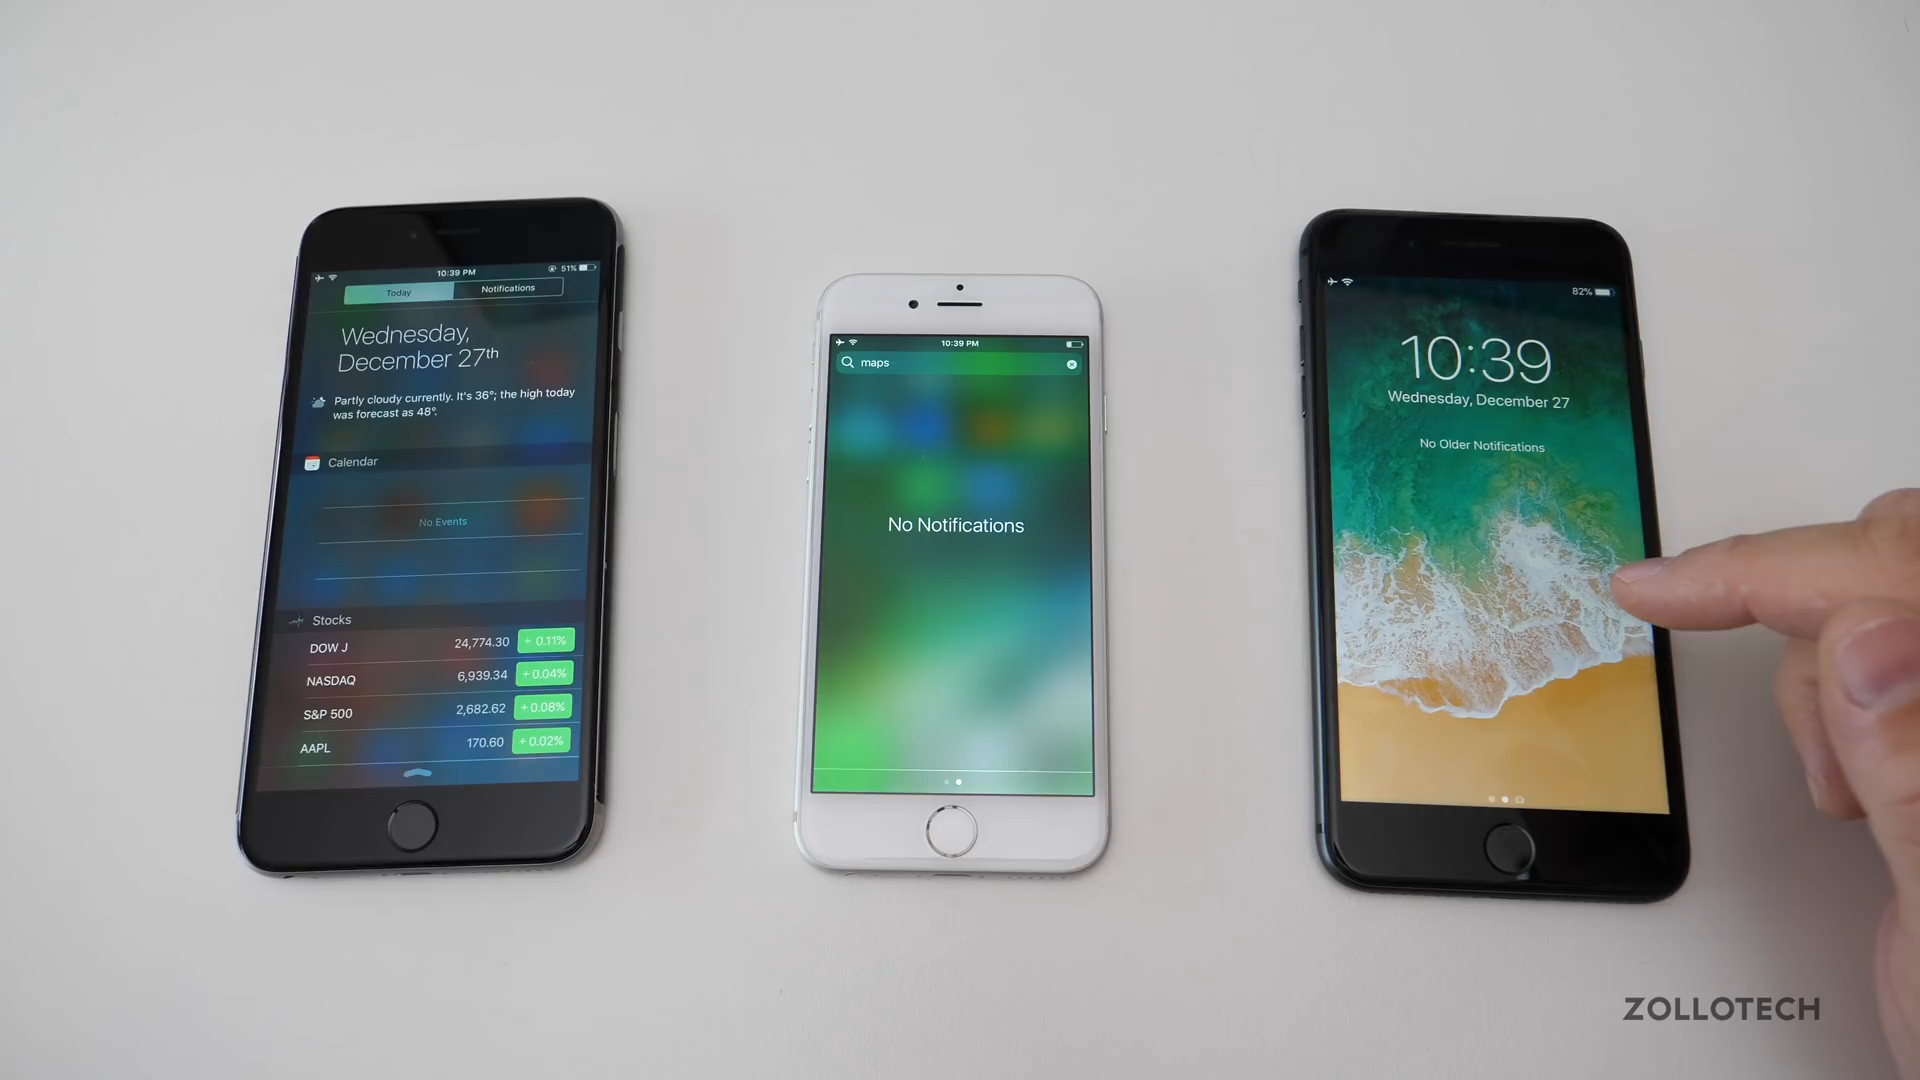 10:39 PM
51%
Today
Notifications
Wednesday,
December 27th
Partly cloudy currently. It's 36°; the high today
was forecast as 48°.
Calendar
No Events
Stocks
DOW J 24,774.30 + 0.11%
NASDAQ 6,939.34 + 0.04%
S&P 500 2,682.62 + 0.08%
AAPL 170.60 + 0.02%
10:39 PM
maps
No Notifications
82%
10:39
Wednesday, December 27
No Older Notifications
ZOLLOTECH